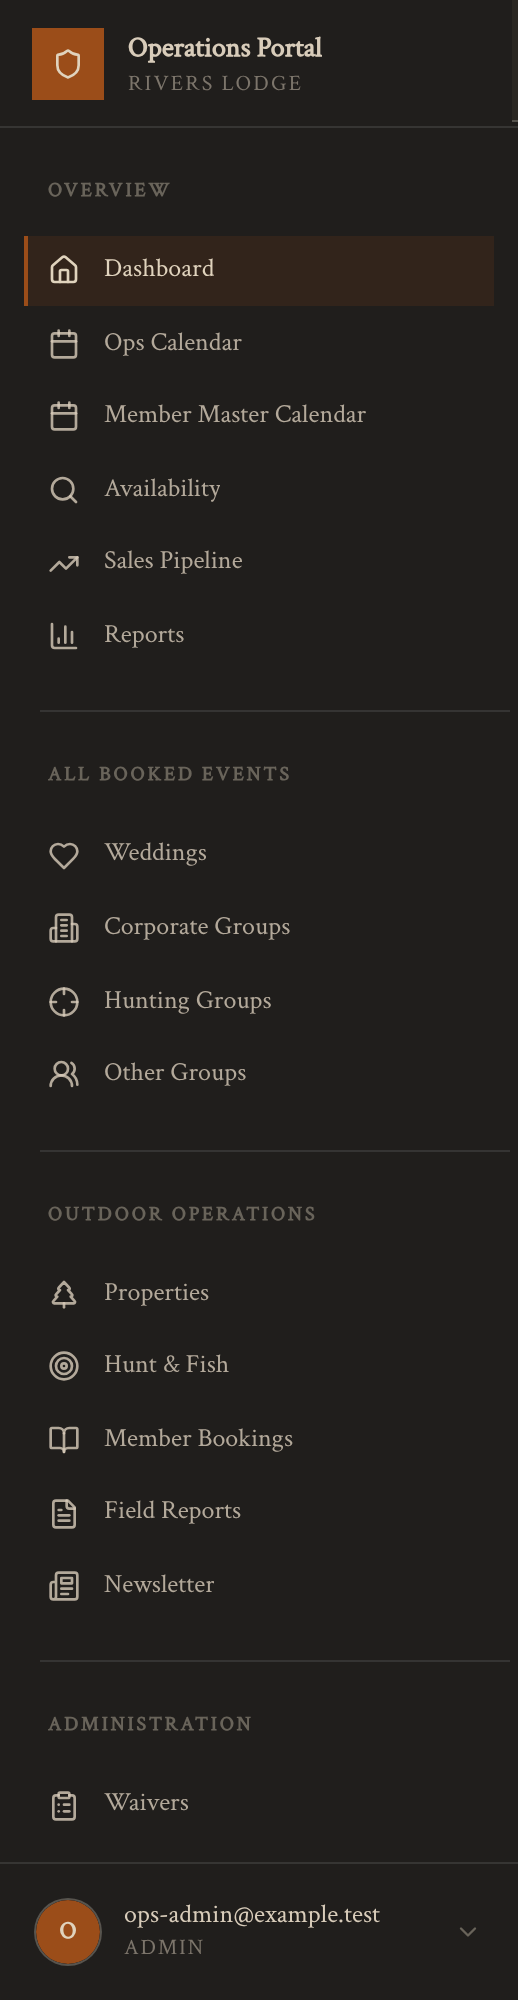 Operations Portal
RIVERS LODGE
OVERVIEW
Dashboard
Ops Calendar
Member Master Calendar
Availability
Sales Pipeline
Reports
ALL BOOKED EVENTS
Weddings
Corporate Groups
Hunting Groups
Other Groups
OUTDOOR OPERATIONS
Properties
Hunt & Fish
Member Bookings
Field Reports
Newsletter
ADMINISTRATION
Waivers
O
ops-admin@example.test
ADMIN